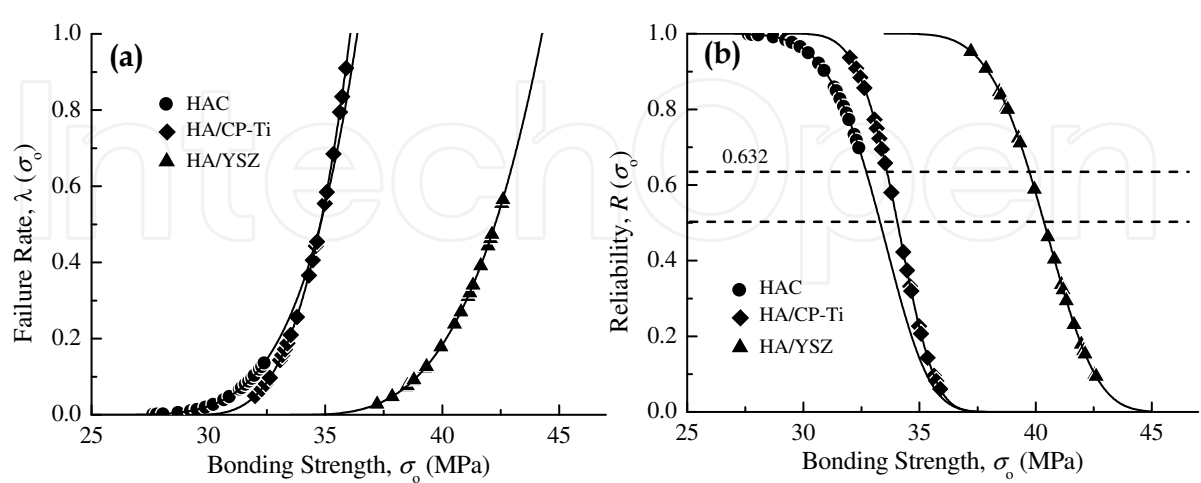 (a)
1.0
0.8
0.6
0.4
0.2
0.0
25
30
35
40
45
Failure Rate, λ (σₒ)
Bonding Strength, σₒ (MPa)
HAC
HA/CP-Ti
HA/YSZ
(b)
1.0
0.8
0.6
0.4
0.2
0.0
25
30
35
40
45
Reliability, R (σₒ)
Bonding Strength, σₒ (MPa)
0.632
HAC
HA/CP-Ti
HA/YSZ
IntechOpen